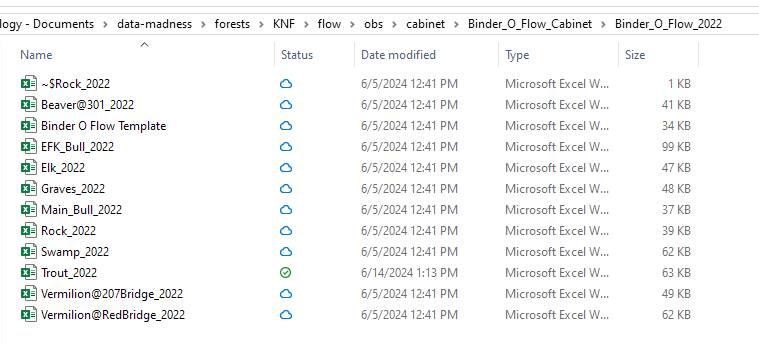 logy - Documents > data-madness > forests > KNF > flow > obs > cabinet > Binder_O_Flow_Cabinet > Binder_O_Flow_2022
Name Status Date modified Type Size
~$Rock_2022 6/5/2024 12:41 PM Microsoft Excel W... 1 KB
Beaver@301_2022 6/5/2024 12:41 PM Microsoft Excel W... 41 KB
Binder O Flow Template 6/5/2024 12:41 PM Microsoft Excel W... 34 KB
EFK_Bull_2022 6/5/2024 12:41 PM Microsoft Excel W... 99 KB
Elk_2022 6/5/2024 12:41 PM Microsoft Excel W... 47 KB
Graves_2022 6/5/2024 12:41 PM Microsoft Excel W... 48 KB
Main_Bull_2022 6/5/2024 12:41 PM Microsoft Excel W... 37 KB
Rock_2022 6/5/2024 12:41 PM Microsoft Excel W... 39 KB
Swamp_2022 6/5/2024 12:41 PM Microsoft Excel W... 62 KB
Trout_2022 6/14/2024 1:13 PM Microsoft Excel W... 63 KB
Vermilion@207Bridge_2022 6/5/2024 12:41 PM Microsoft Excel W... 49 KB
Vermilion@RedBridge_2022 6/5/2024 12:41 PM Microsoft Excel W... 62 KB